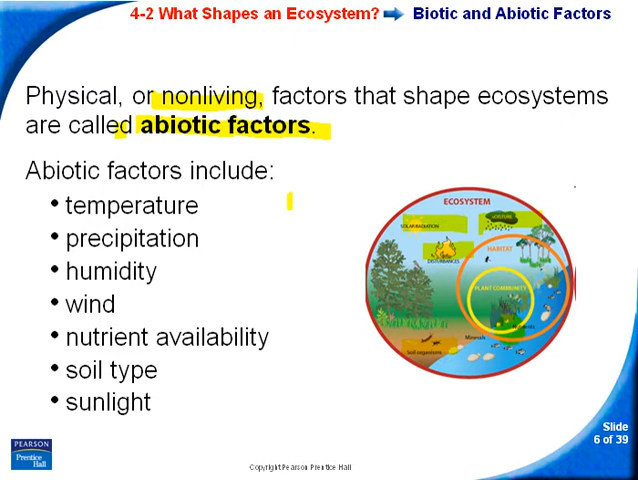 4-2 What Shapes an Ecosystem? Biotic and Abiotic Factors
Physical, or nonliving, factors that shape ecosystems
are called abiotic factors.
Abiotic factors include:
• temperature
• precipitation
• humidity
• wind
• nutrient availability
• soil type
• sunlight
ECOSYSTEM
SOLAR RADIATION
MOISTURE
DISTURBANCES
HABITAT
PLANT COMMUNITY
Minerals
Soil organisms
PEARSON
Prentice
Hall
Copyright Pearson Prentice Hall
Slide
6 of 39